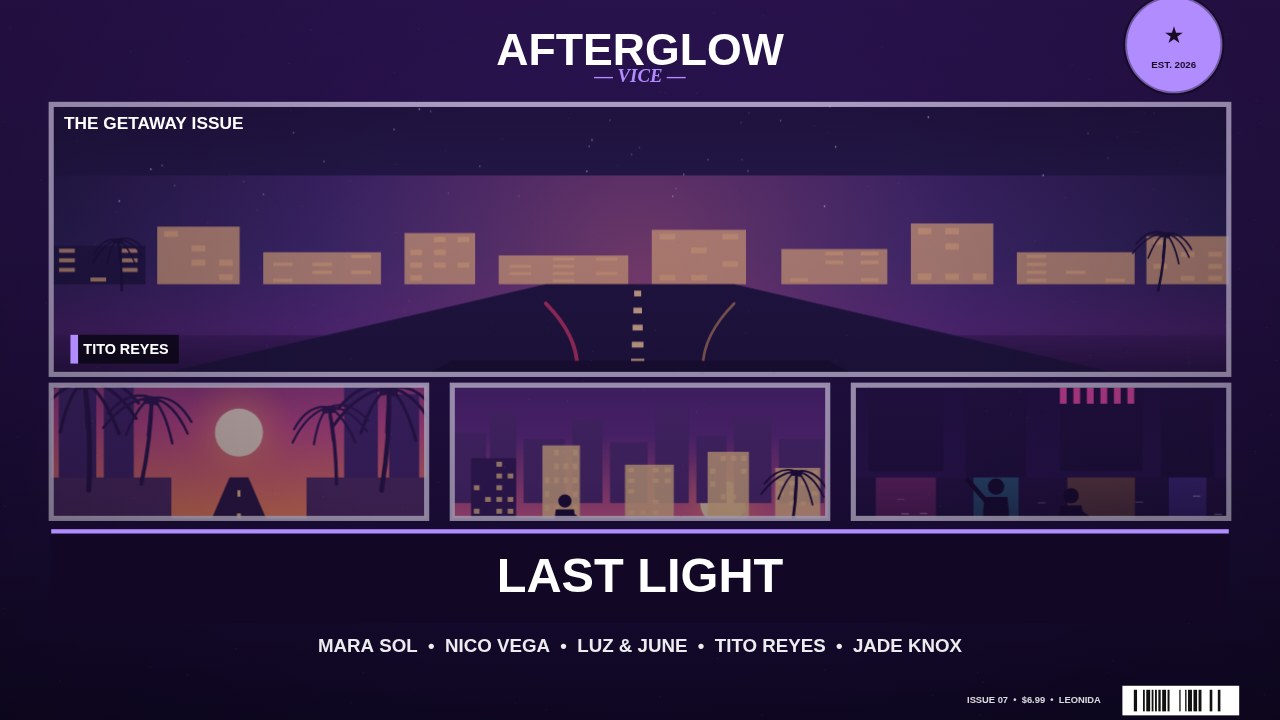 AFTERGLOW
— VICE —
★
EST. 2026
THE GETAWAY ISSUE
TITO REYES
LAST LIGHT
MARA SOL • NICO VEGA • LUZ & JUNE • TITO REYES • JADE KNOX
ISSUE 07 • $6.99 • LEONIDA